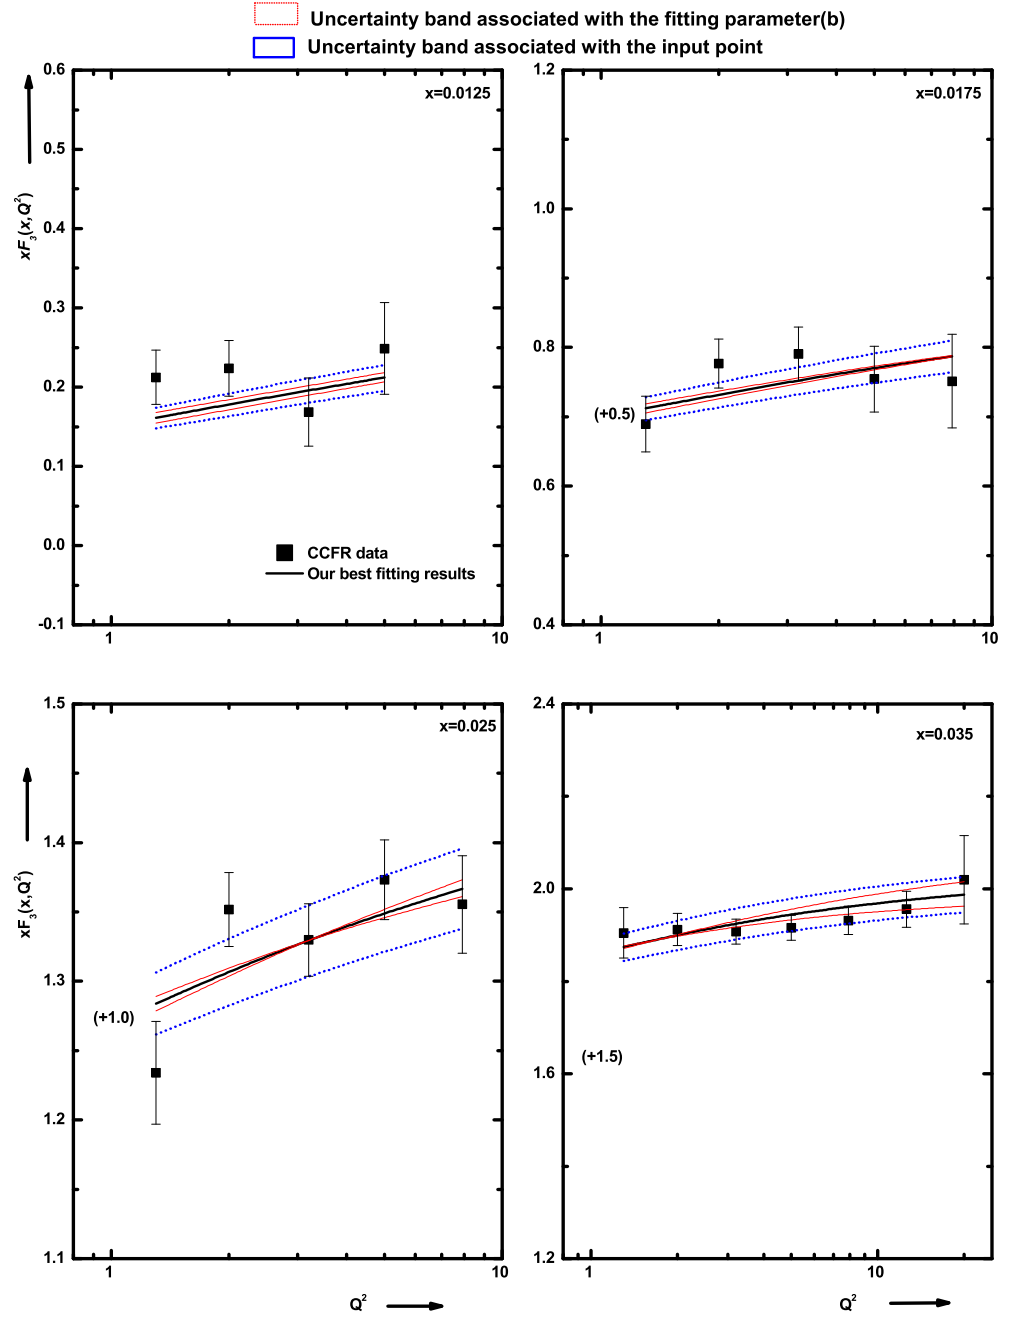 Uncertainty band associated with the fitting parameter(b)
Uncertainty band associated with the input point
x=0.0125
0.6
0.5
0.4
0.3
0.2
0.1
0.0
-0.1
xF3(x,Q²)
CCFR data
Our best fitting results
1
10
x=0.0175
1.2
1.0
0.8
0.6
0.4
(+0.5)
1
10
x=0.025
1.5
1.4
1.3
1.2
1.1
xF3(x,Q²)
(+1.0)
1
10
Q²
x=0.035
2.4
2.0
1.6
1.2
(+1.5)
1
10
Q²